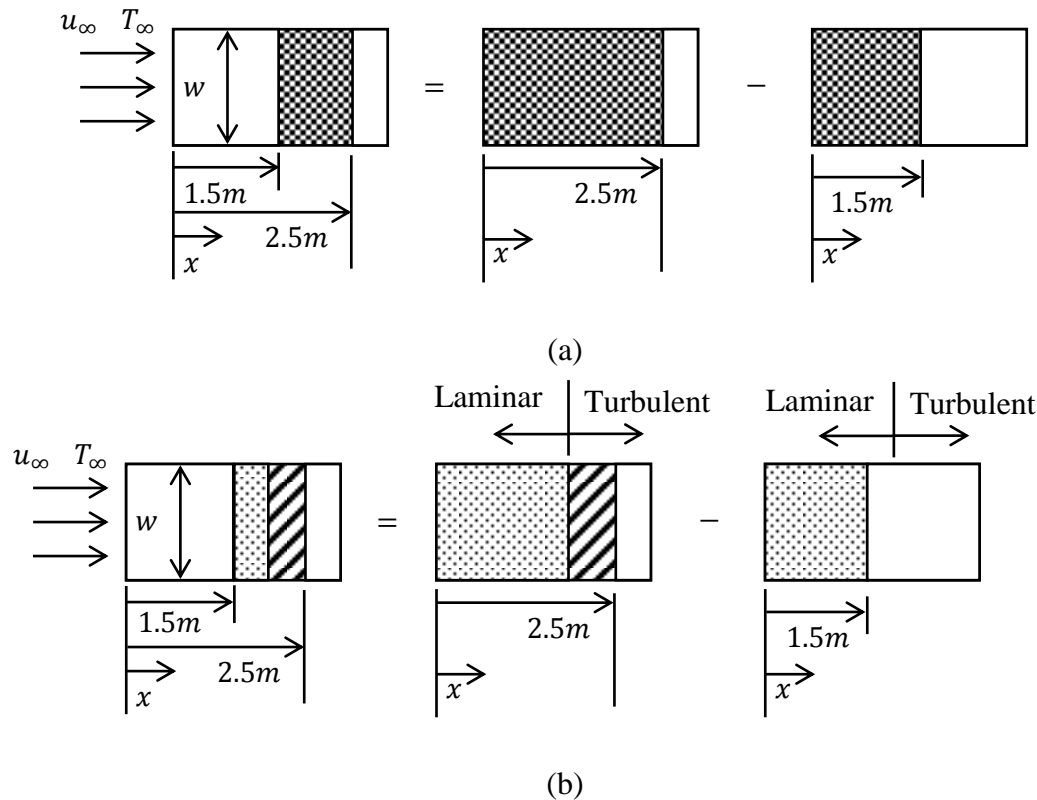 u∞ T∞
w
=
−
1.5m
2.5m
x
2.5m
x
1.5m
x
(a)
Laminar Turbulent
Laminar Turbulent
u∞ T∞
w
=
−
1.5m
2.5m
x
2.5m
x
1.5m
x
(b)